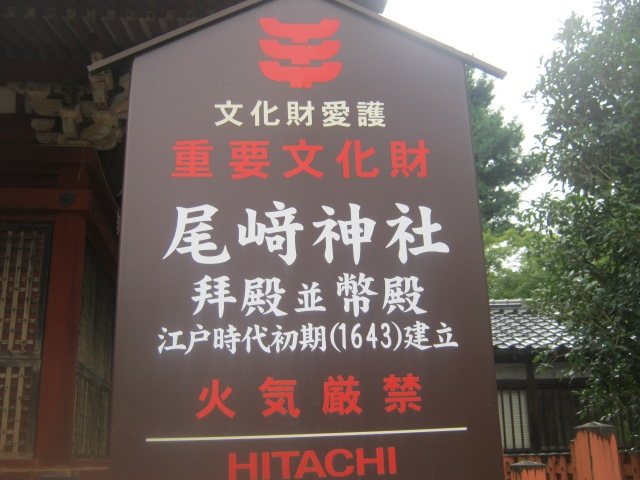 文化財愛護
重要文化財
尾﨑神社
拝殿並幣殿
江戸時代初期(1643)建立
火気厳禁
HITACHI